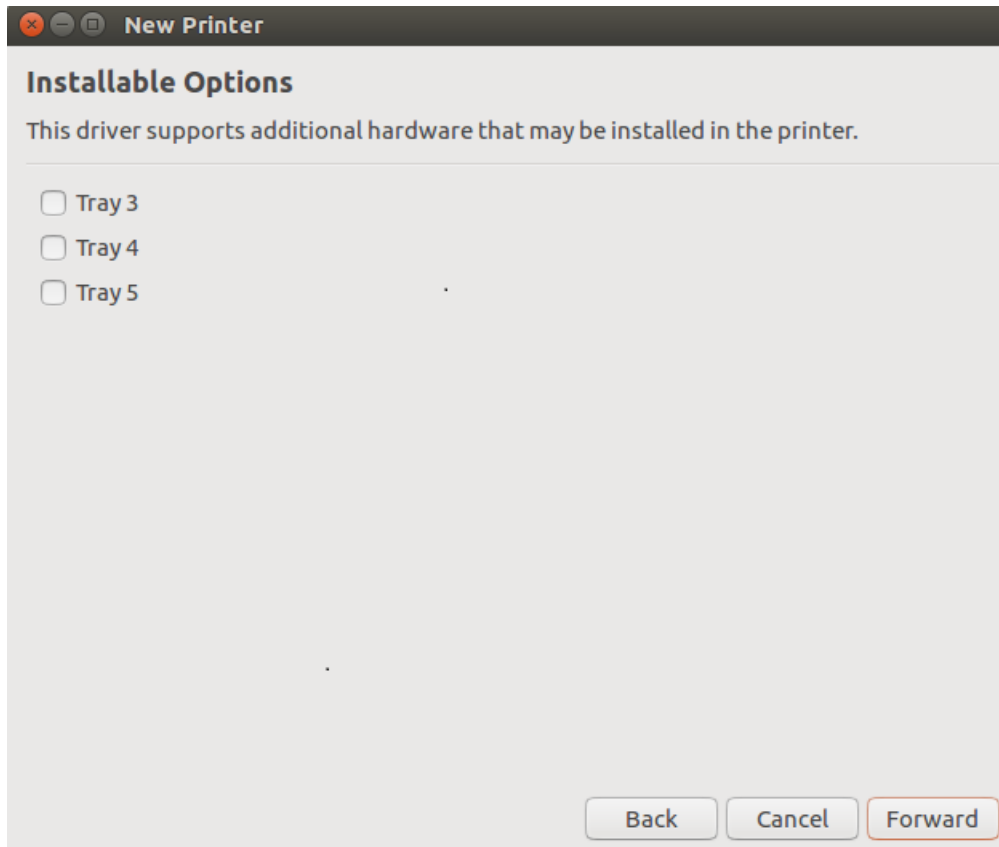 New Printer
Installable Options
This driver supports additional hardware that may be installed in the printer.
Tray 3
Tray 4
Tray 5
Back Cancel Forward